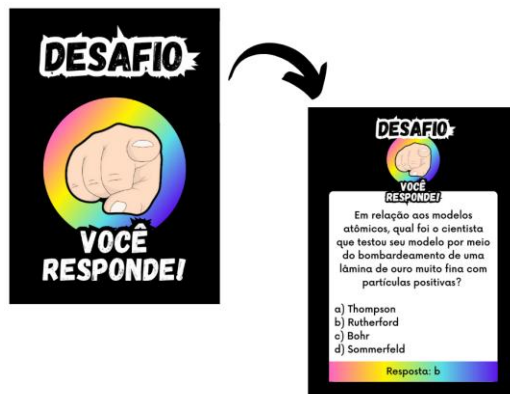 DESAFIO
VOCÊ
RESPONDE!
DESAFIO
VOCÊ
RESPONDE!
Em relação aos modelos
atômicos, qual foi o cientista
que testou seu modelo por meio
do bombardeamento de uma
lâmina de ouro muito fina com
partículas positivas?
a) Thompson
b) Rutherford
c) Bohr
d) Sommerfeld
Resposta: b